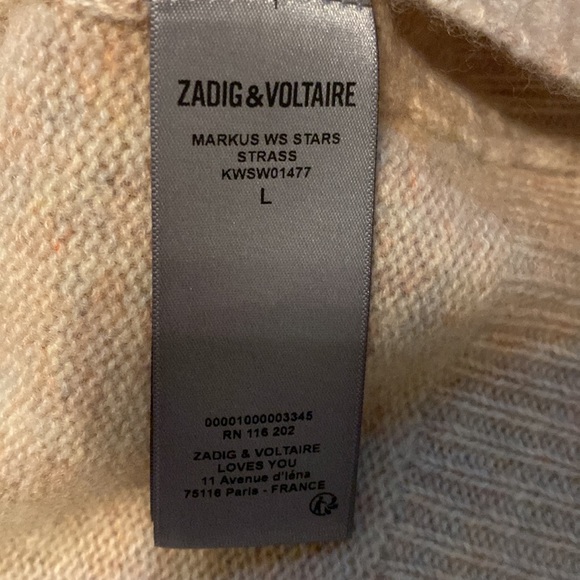 ZADIG & VOLTAIRE
MARKUS WS STARS
STRASS
KWSW01477
L
00001000003345
RN 116 202
ZADIG & VOLTAIRE
LOVES YOU
11 Avenue d'Iéna
75116 Paris - FRANCE